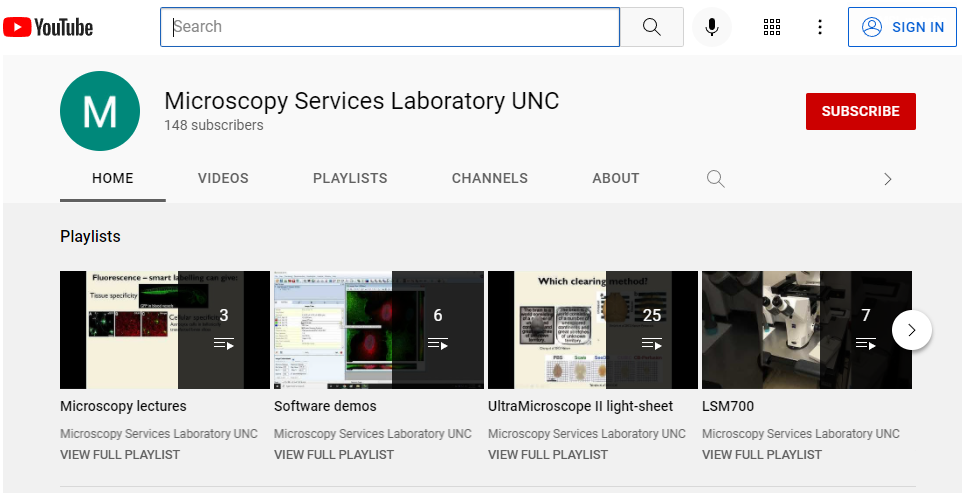 YouTube
Search
SIGN IN
M
Microscopy Services Laboratory UNC
148 subscribers
SUBSCRIBE
HOME
VIDEOS
PLAYLISTS
CHANNELS
ABOUT
Playlists
Fluorescence – smart labelling can give:
Tissue specificity
3
6
Which clearing method?
25
7
Microscopy lectures
Software demos
UltraMicroscope II light-sheet
LSM700
Microscopy Services Laboratory UNC
Microscopy Services Laboratory UNC
Microscopy Services Laboratory UNC
Microscopy Services Laboratory UNC
VIEW FULL PLAYLIST
VIEW FULL PLAYLIST
VIEW FULL PLAYLIST
VIEW FULL PLAYLIST